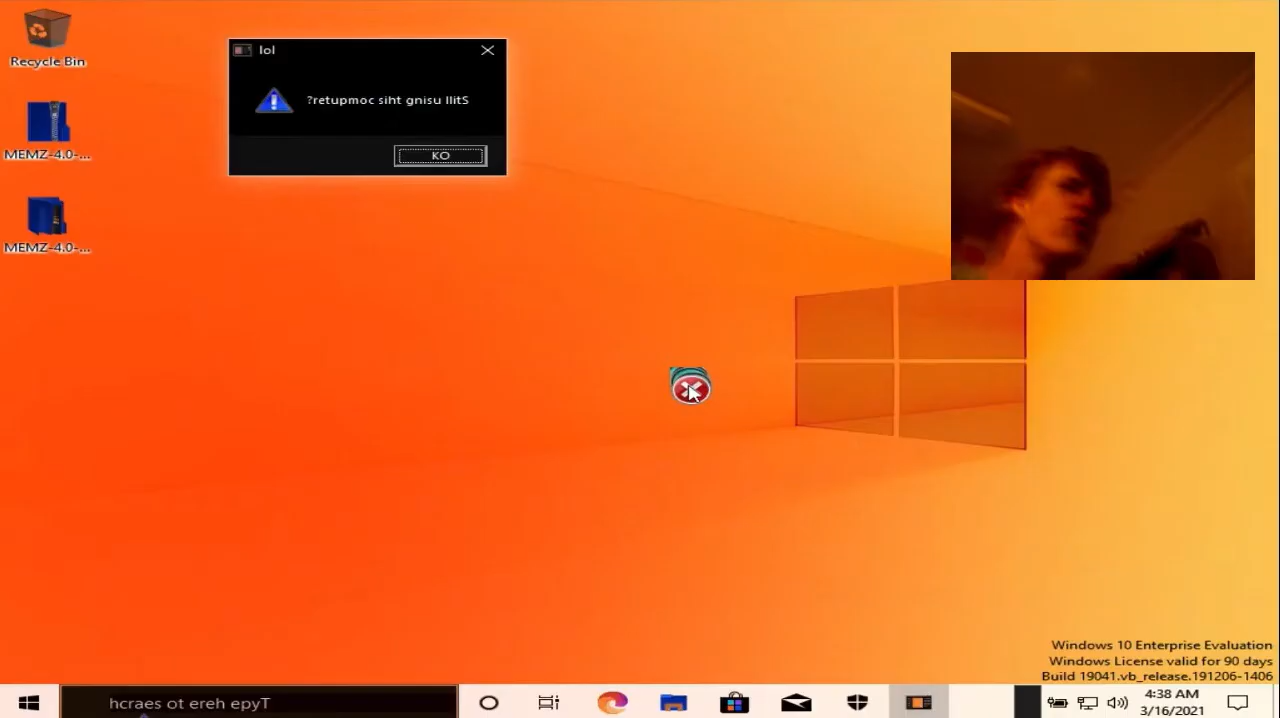 Recycle Bin
lol
?retupmoc siht gnisu llitS
KO
MEMZ-4.0-...
MEMZ-4.0-...
Windows 10 Enterprise Evaluation
Windows License valid for 90 days
Build 19041.vb_release.191206-1406
hcraes ot ereh epyT
4:38 AM
3/16/2021